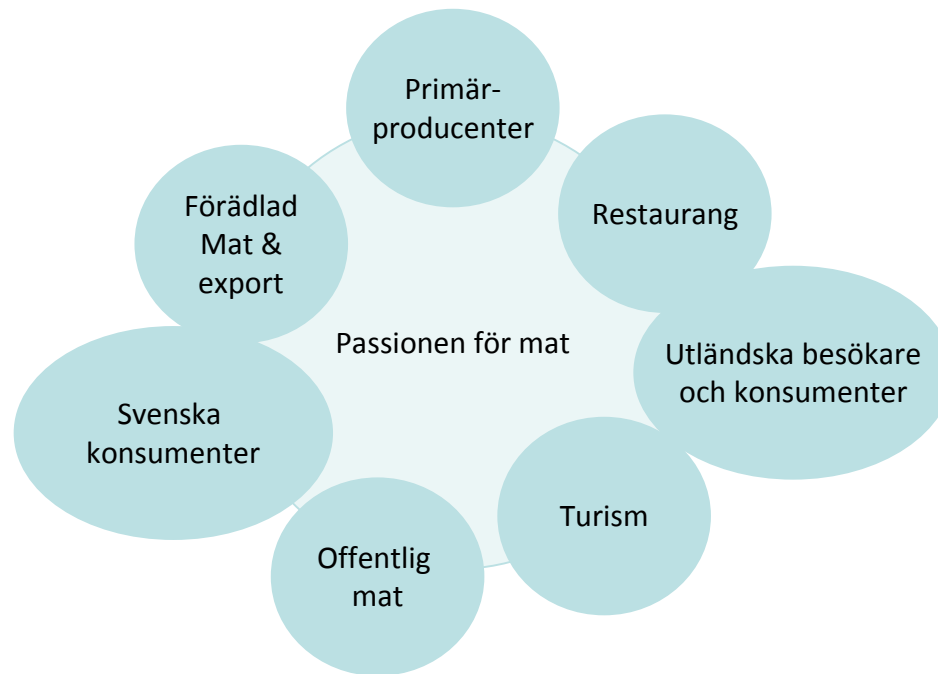 Primär-
producenter
Restaurang
Förädlad
Mat &
export
Passionen för mat
Utländska besökare
och konsumenter
Svenska
konsumenter
Turism
Offentlig
mat